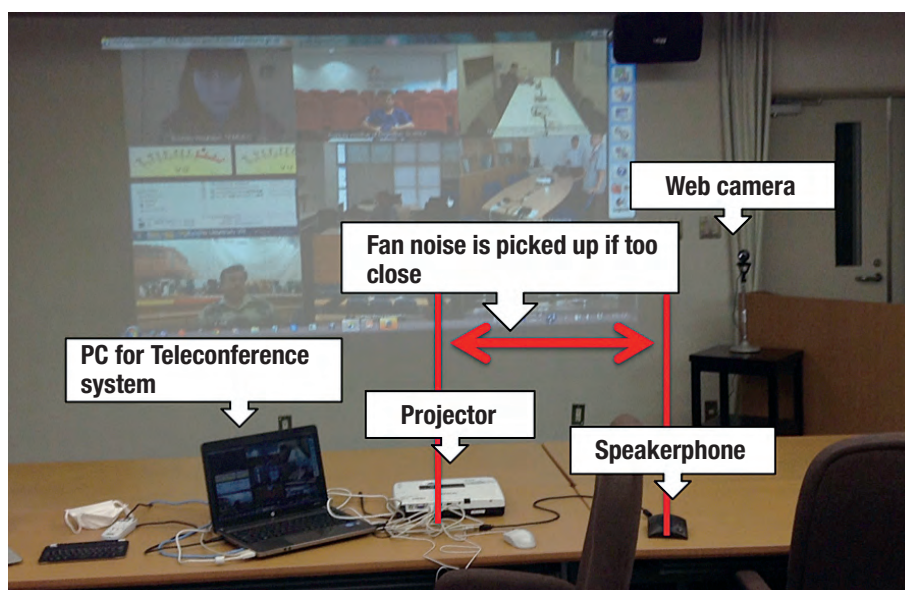 Web camera
Fan noise is picked up if too
close
PC for Teleconference
system
Projector
Speakerphone